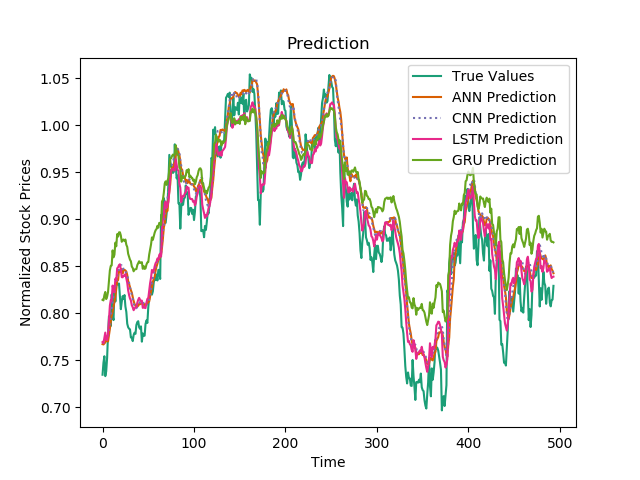 Prediction
Normalized Stock Prices
1.05
1.00
0.95
0.90
0.85
0.80
0.75
0.70
True Values
ANN Prediction
CNN Prediction
LSTM Prediction
GRU Prediction
0
100
200
300
400
500
Time